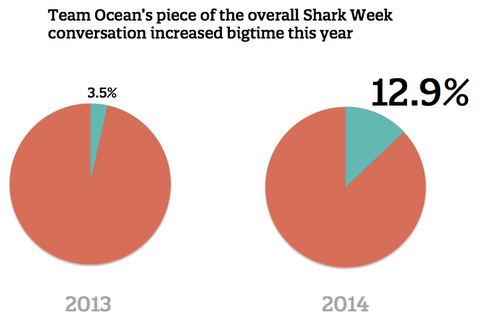 Team Ocean’s piece of the overall Shark Week
conversation increased bigtime this year
3.5%
12.9%
2013
2014